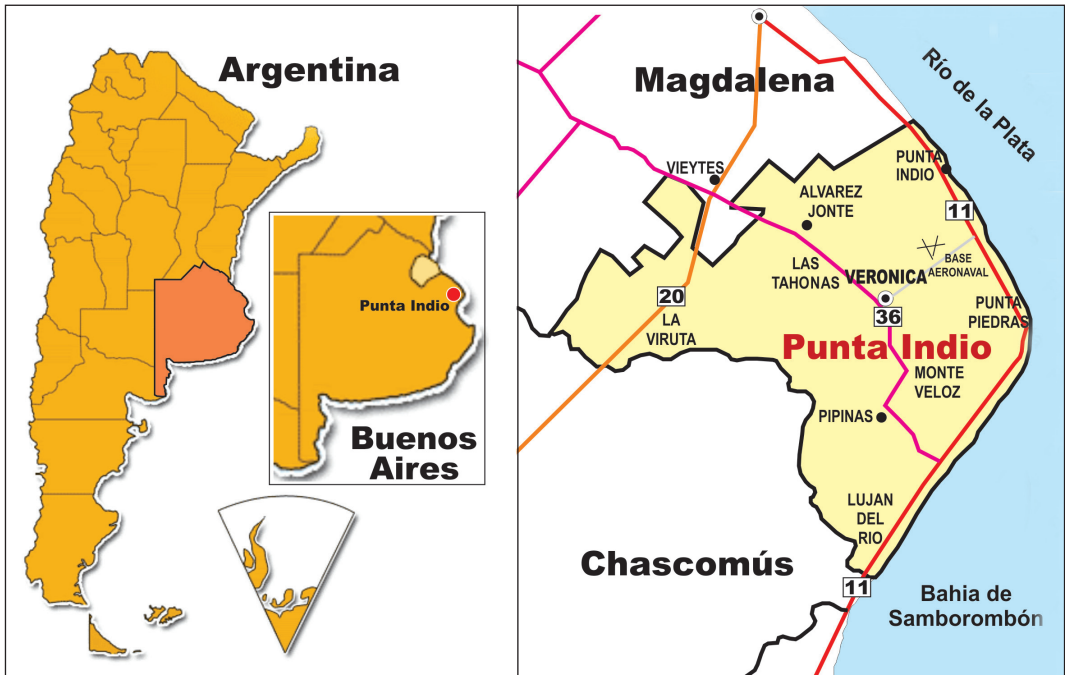 Argentina
Punta Indio
Buenos
Aires
Magdalena
Río de la Plata
VIEYTES
PUNTA
INDIO
ALVAREZ
JONTE
11
BASE
AERONAVAL
LAS
TAHONAS
VERONICA
20
LA
VIRUTA
36
PUNTA
PIEDRAS
Punta Indio
MONTE
VELOZ
PIPINAS
LUJAN
DEL
RIO
Chascomús
11
Bahia de
Samborombón